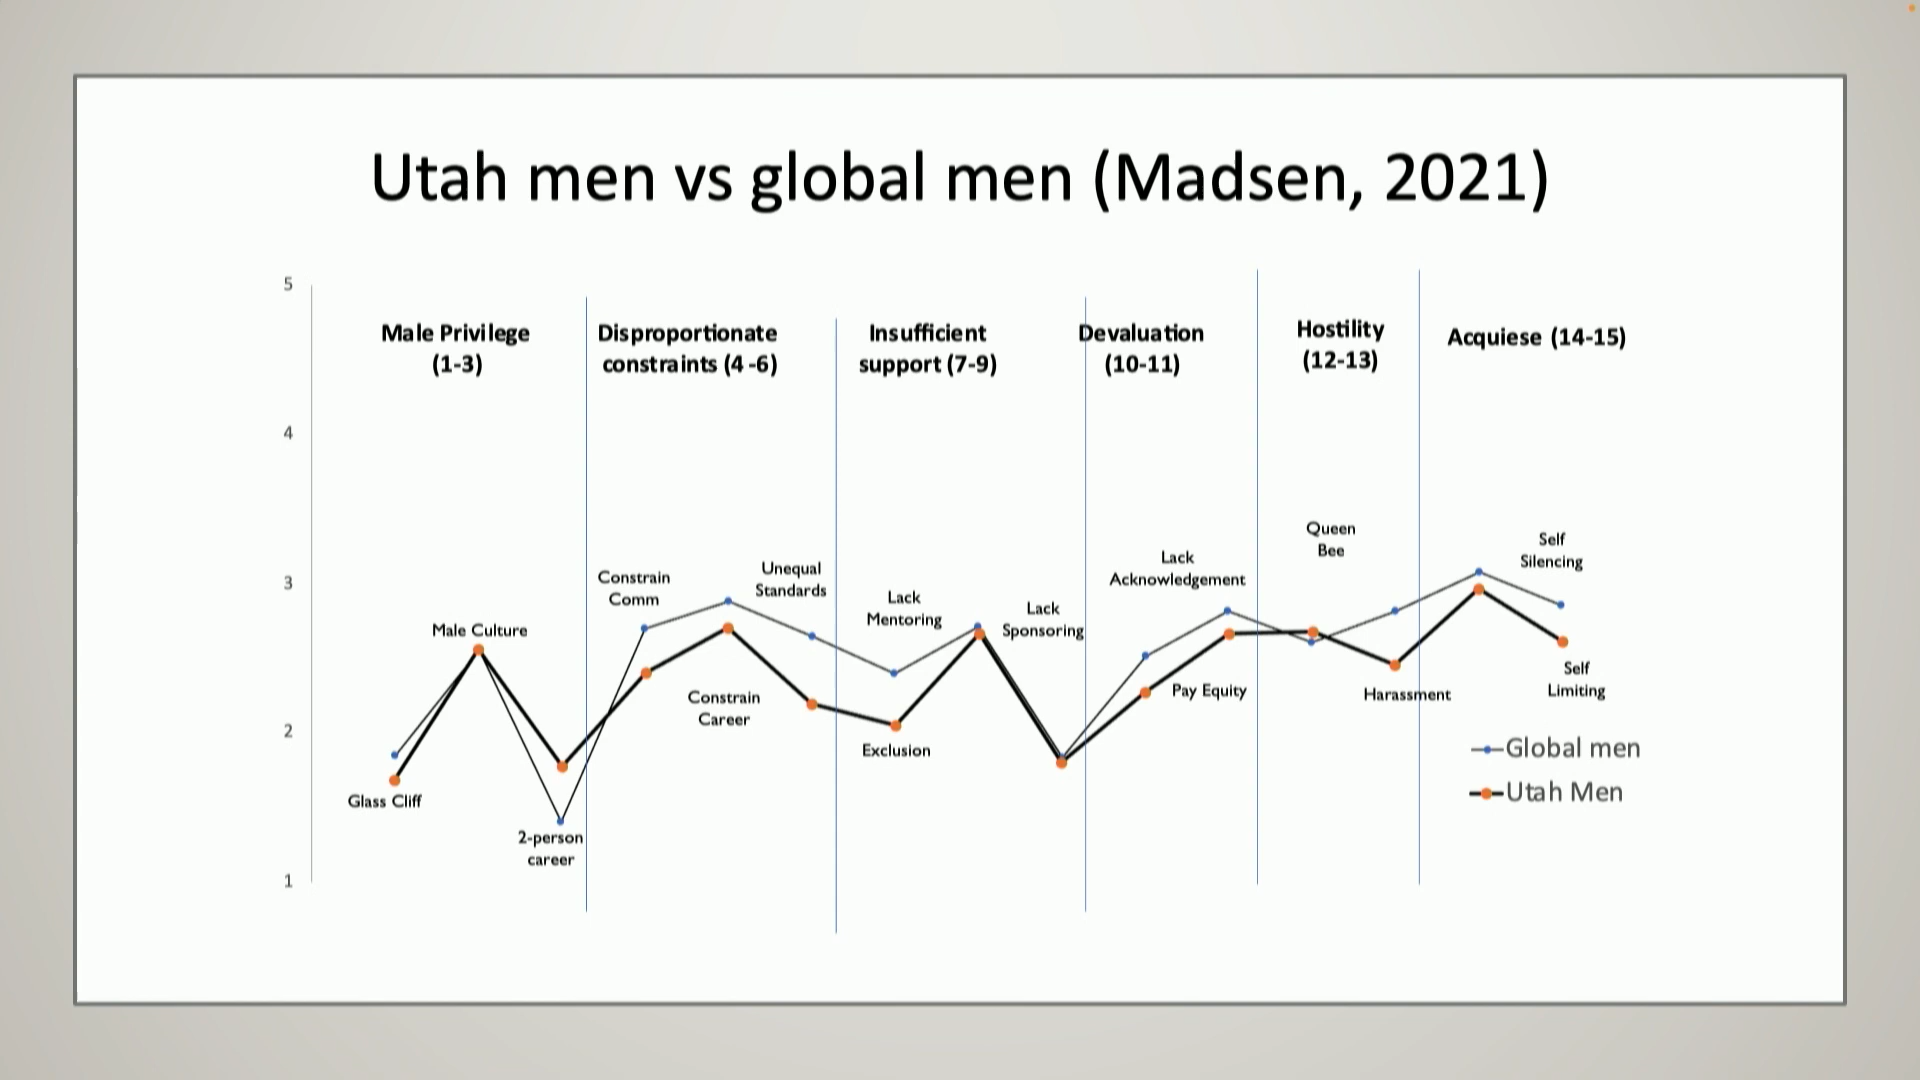 Utah men vs global men (Madsen, 2021)
5
4
3
2
1
Male Privilege
(1-3)
Disproportionate
constraints (4 -6)
Insufficient
support (7-9)
Devaluation
(10-11)
Hostility
(12-13)
Acquiese (14-15)
Glass Cliff
Male Culture
2-person
career
Constrain
Comm
Constrain
Career
Unequal
Standards
Exclusion
Lack
Mentoring
Lack
Sponsoring
Lack
Acknowledgement
Pay Equity
Queen
Bee
Harassment
Self
Silencing
Self
Limiting
Global men
Utah Men